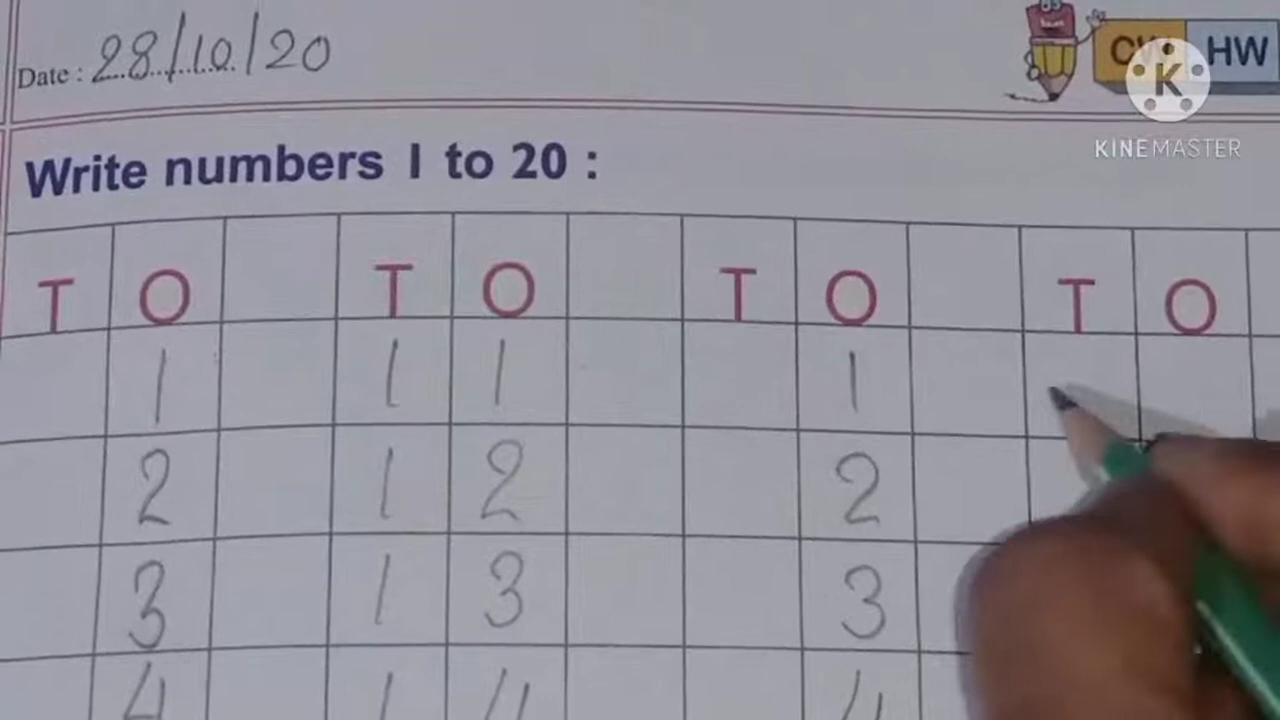 Date : 28/10/20
CW HW
K
KINEMASTER
Write numbers 1 to 20 :
T O T O T O T O
1 1 1 1
2 1 2 2
3 1 3 3
4 1 4 4